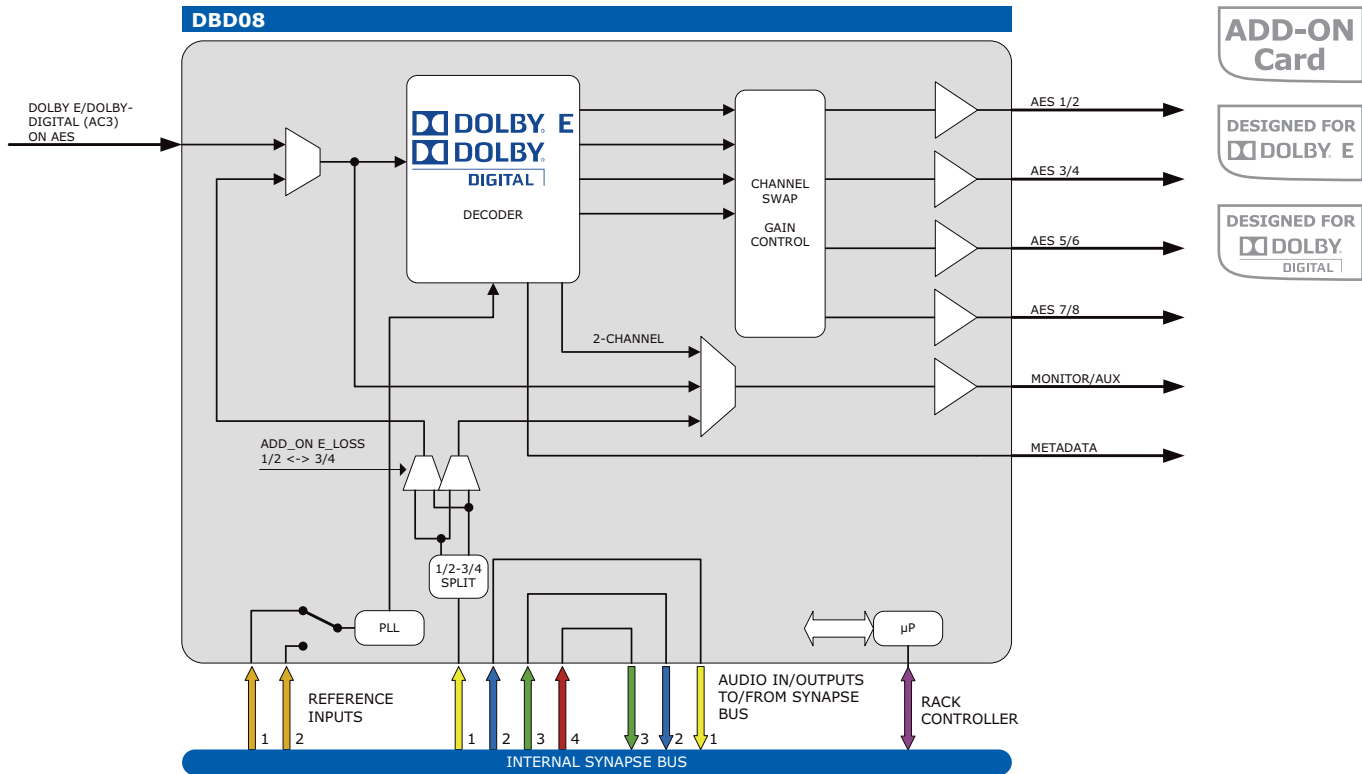 DBD08
ADD-ON
Card
DESIGNED FOR
DOLBY. E
DESIGNED FOR
DOLBY.
DIGITAL
DOLBY E/DOLBY-
DIGITAL (AC3)
ON AES
DOLBY. E
DOLBY.
DIGITAL
DECODER
CHANNEL
SWAP
GAIN
CONTROL
AES 1/2
AES 3/4
AES 5/6
AES 7/8
2-CHANNEL
MONITOR/AUX
METADATA
ADD_ON E_LOSS
1/2 <-> 3/4
1/2-3/4
SPLIT
PLL
µP
REFERENCE
INPUTS
AUDIO IN/OUTPUTS
TO/FROM SYNAPSE
BUS
RACK
CONTROLLER
1 2 1 2 3 4 3 2 1
INTERNAL SYNAPSE BUS